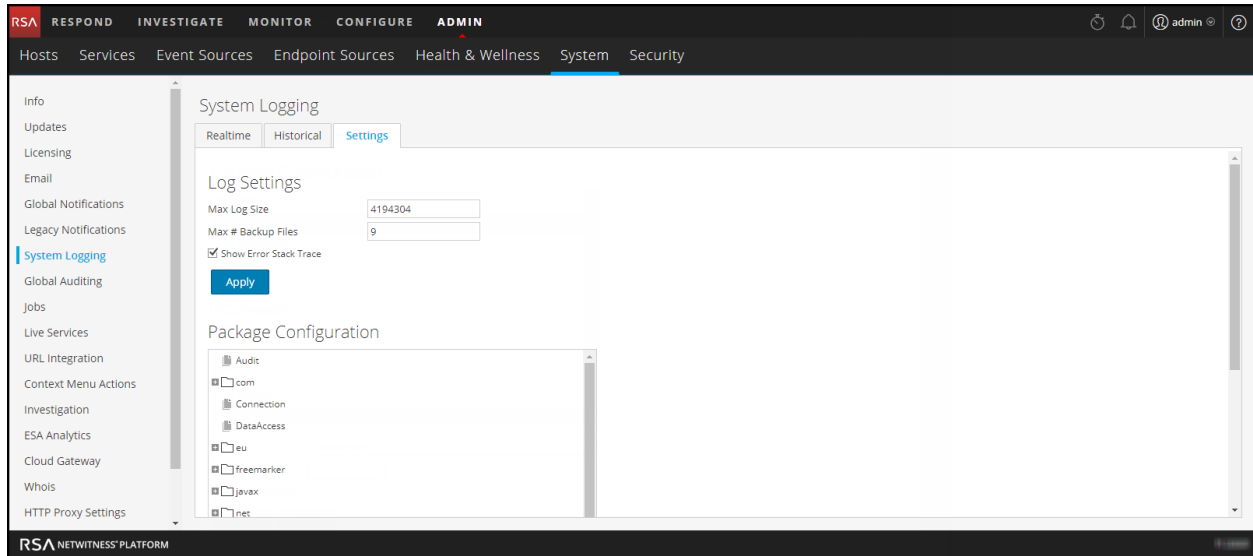 RSA RESPOND INVESTIGATE MONITOR CONFIGURE ADMIN admin ?
Hosts Services Event Sources Endpoint Sources Health & Wellness System Security
Info
Updates
Licensing
Email
Global Notifications
Legacy Notifications
System Logging
Global Auditing
Jobs
Live Services
URL Integration
Context Menu Actions
Investigation
ESA Analytics
Cloud Gateway
Whois
HTTP Proxy Settings
System Logging
Realtime Historical Settings
Log Settings
Max Log Size 4194304
Max # Backup Files 9
Show Error Stack Trace
Apply
Package Configuration
Audit
com
Connection
DataAccess
eu
freemarker
javax
net
RSA NETWITNESS® PLATFORM